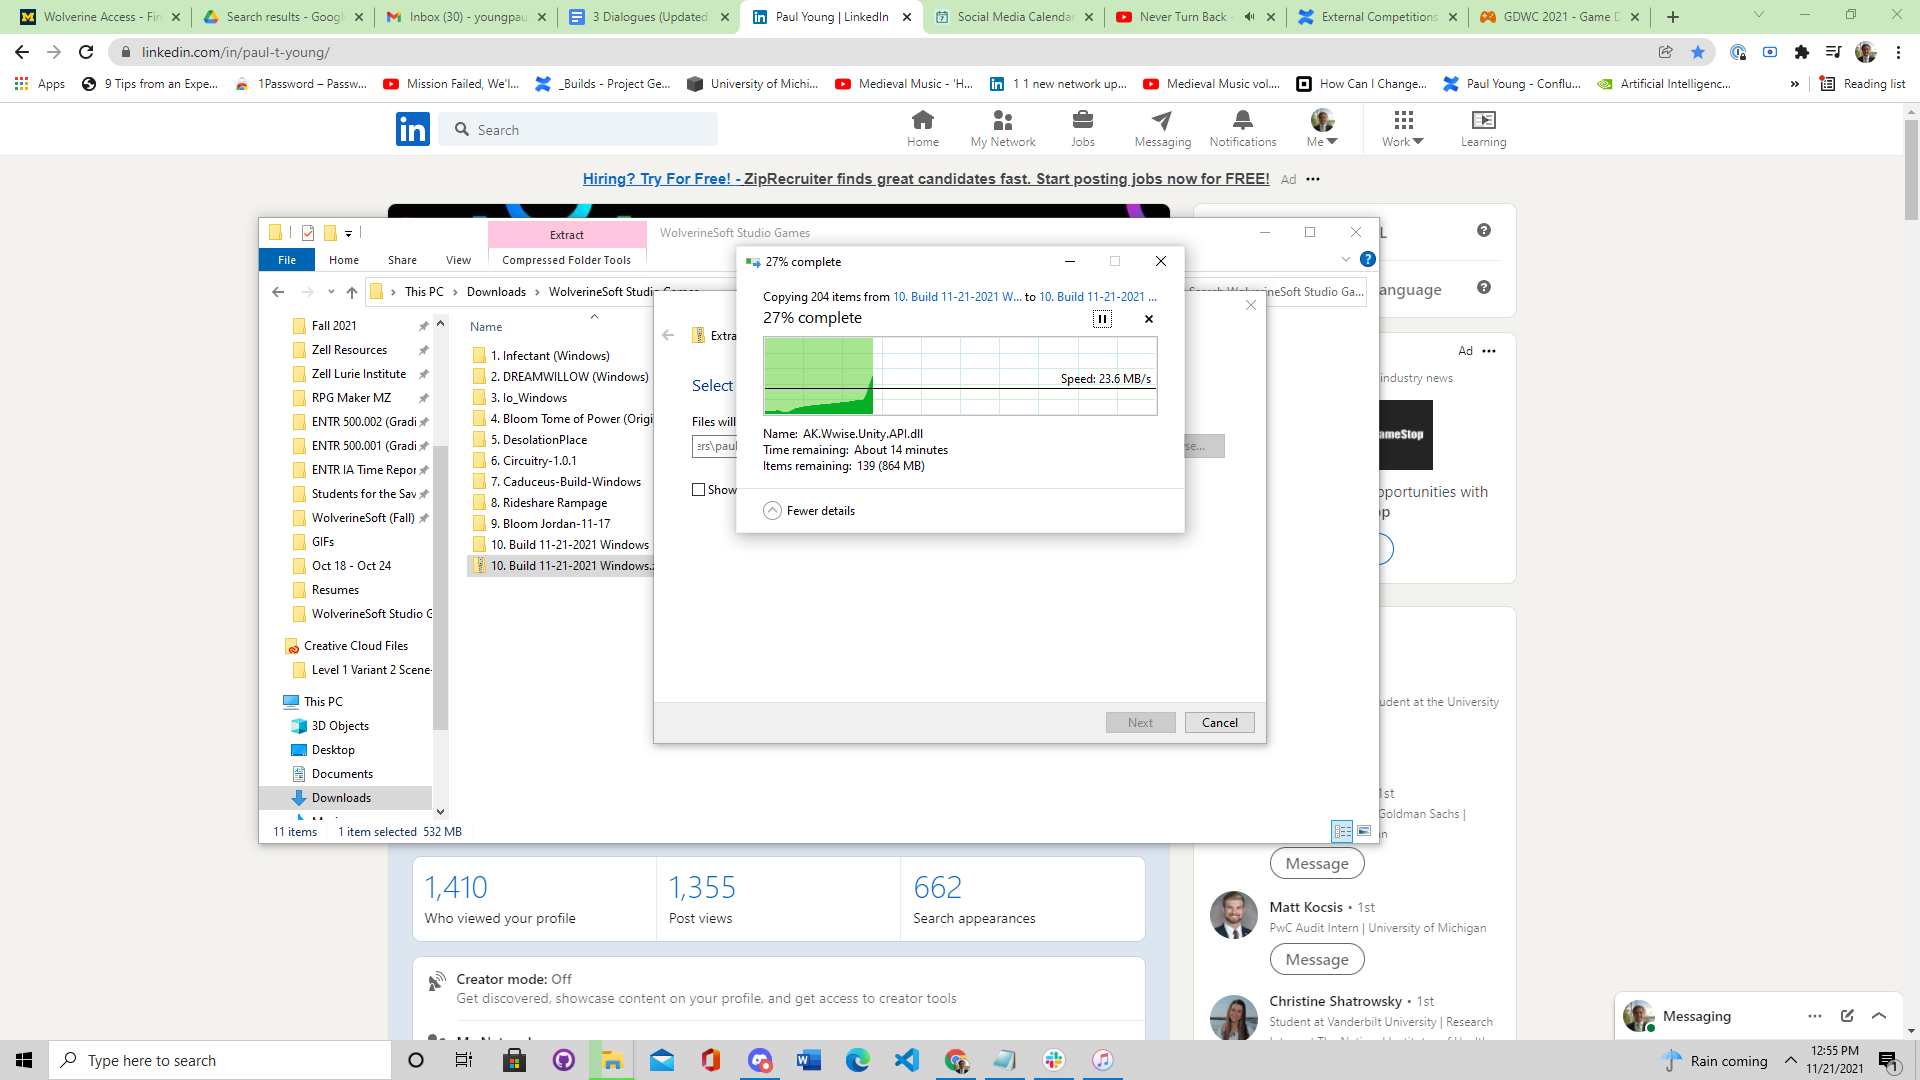 Wolverine Access - Fin
Search results - Googl
Inbox (30) - youngpau
3 Dialogues (Updated
Paul Young | LinkedIn
Social Media Calendar
Never Turn Back -
External Competitions
GDWC 2021 - Game D
linkedin.com/in/paul-t-young/
Apps
9 Tips from an Expe...
1Password – Passw...
Mission Failed, We'l...
_Builds - Project Ge...
University of Michi...
Medieval Music - 'H...
1 1 new network up...
Medieval Music vol....
How Can I Change...
Paul Young - Conflu...
Artificial Intelligenc...
»
Reading list
in
Search
Home
My Network
Jobs
Messaging
Notifications
Me
Work
Learning
Hiring? Try For Free! - ZipRecruiter finds great candidates fast. Start posting jobs now for FREE!
Ad
Extract
WolverineSoft Studio Games
File
Home
Share
View
Compressed Folder Tools
This PC
Downloads
WolverineSoft Studio Games
Search WolverineSoft Studio Ga...
Fall 2021
Zell Resources
Zell Lurie Institute
RPG Maker MZ
ENTR 500.002 (Gradi
ENTR 500.001 (Gradi
ENTR IA Time Repor
Students for the Sav
WolverineSoft (Fall)
GIFs
Oct 18 - Oct 24
Resumes
WolverineSoft Studio G
Creative Cloud Files
Level 1 Variant 2 Scene-
This PC
3D Objects
Desktop
Documents
Downloads
Name
1. Infectant (Windows)
2. DREAMWILLOW (Windows)
3. Io_Windows
4. Bloom Tome of Power (Origi
5. DesolationPlace
6. Circuitry-1.0.1
7. Caduceus-Build-Windows
8. Rideshare Rampage
9. Bloom Jordan-11-17
10. Build 11-21-2021 Windows
10. Build 11-21-2021 Windows.z
11 items
1 item selected 532 MB
Extra
Select
Files will
ers\paul
se...
Show
Next
Cancel
27% complete
Copying 204 items from 10. Build 11-21-2021 W... to 10. Build 11-21-2021 ...
27% complete
Speed: 23.6 MB/s
Name: AK.Wwise.Unity.API.dll
Time remaining: About 14 minutes
Items remaining: 139 (864 MB)
Fewer details
L
anguage
Ad
industry news
ameStop
pportunities with
op
tudent at the University
1st
Goldman Sachs |
an
Message
Matt Kocsis • 1st
PwC Audit Intern | University of Michigan
Message
Christine Shatrowsky • 1st
Student at Vanderbilt University | Research
1,410
Who viewed your profile
1,355
Post views
662
Search appearances
Creator mode: Off
Get discovered, showcase content on your profile, and get access to creator tools
Messaging
Type here to search
Rain coming
12:55 PM
11/21/2021
1